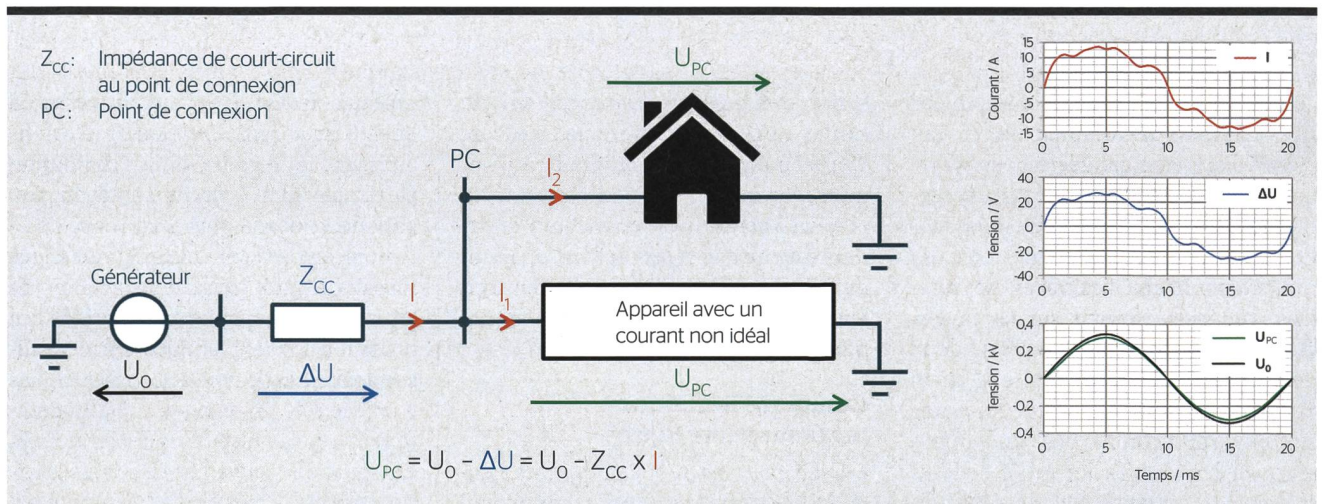 Z_CC: Impédance de court-circuit
au point de connexion
PC: Point de connexion
U_PC
PC
I_2
Générateur
Z_CC
I
I_1
Appareil avec un
courant non idéal
U_0
ΔU
U_PC
U_PC = U_0 - ΔU = U_0 - Z_CC x I
Courant / A
15
10
5
0
-5
-10
-15
I
0 5 10 15 20
Tension / V
40
20
0
-20
-40
ΔU
0 5 10 15 20
Tension / kV
0,4
0,2
0
-0,2
-0,4
U_PC
U_0
0 5 10 15 20
Temps / ms